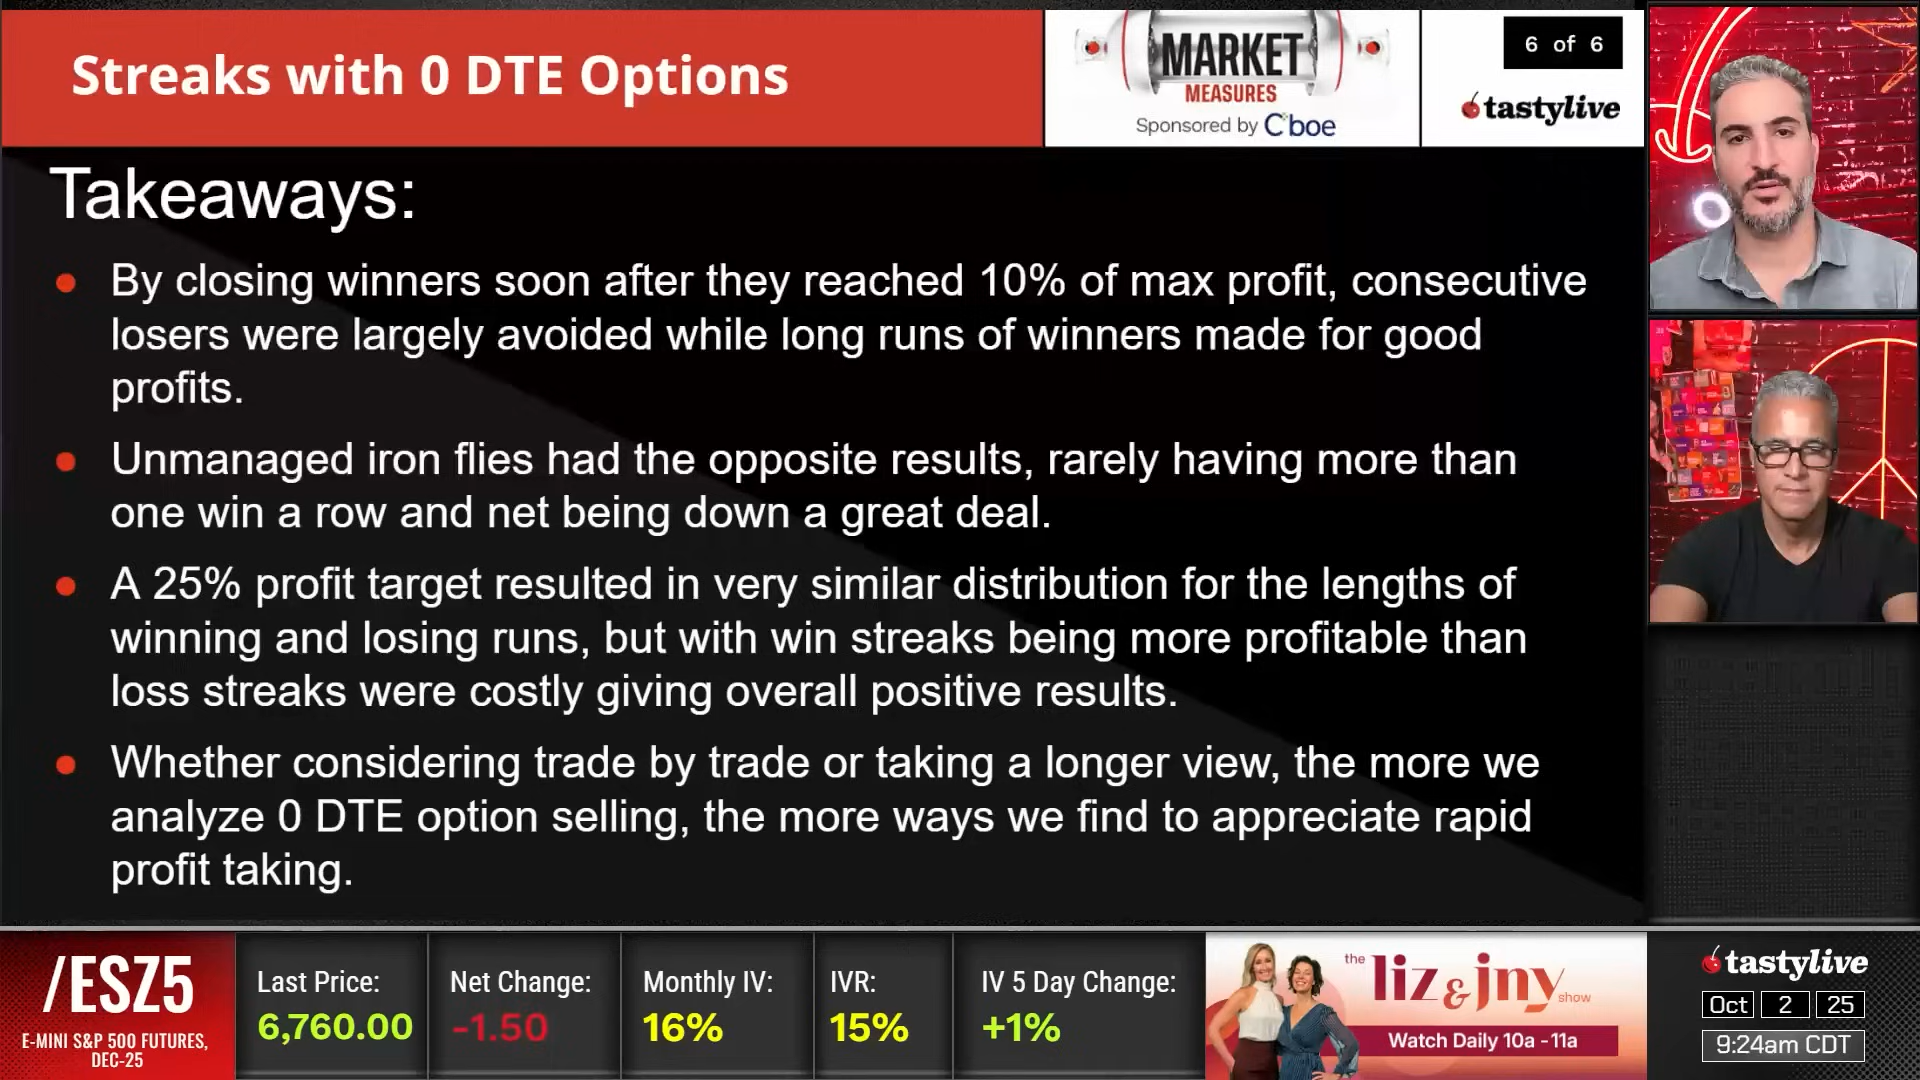 Streaks with 0 DTE Options
MARKET
MEASURES
Sponsored by Cboe
6 of 6
tastylive
Takeaways:
By closing winners soon after they reached 10% of max profit, consecutive
losers were largely avoided while long runs of winners made for good
profits.
Unmanaged iron flies had the opposite results, rarely having more than
one win a row and net being down a great deal.
A 25% profit target resulted in very similar distribution for the lengths of
winning and losing runs, but with win streaks being more profitable than
loss streaks were costly giving overall positive results.
Whether considering trade by trade or taking a longer view, the more we
analyze 0 DTE option selling, the more ways we find to appreciate rapid
profit taking.
/ESZ5
E-MINI S&P 500 FUTURES,
DEC-25
Last Price:
6,760.00
Net Change:
-1.50
Monthly IV:
16%
IVR:
15%
IV 5 Day Change:
+1%
the liz & jny show
Watch Daily 10a - 11a
tastylive
Oct 2 25
9:24am CDT